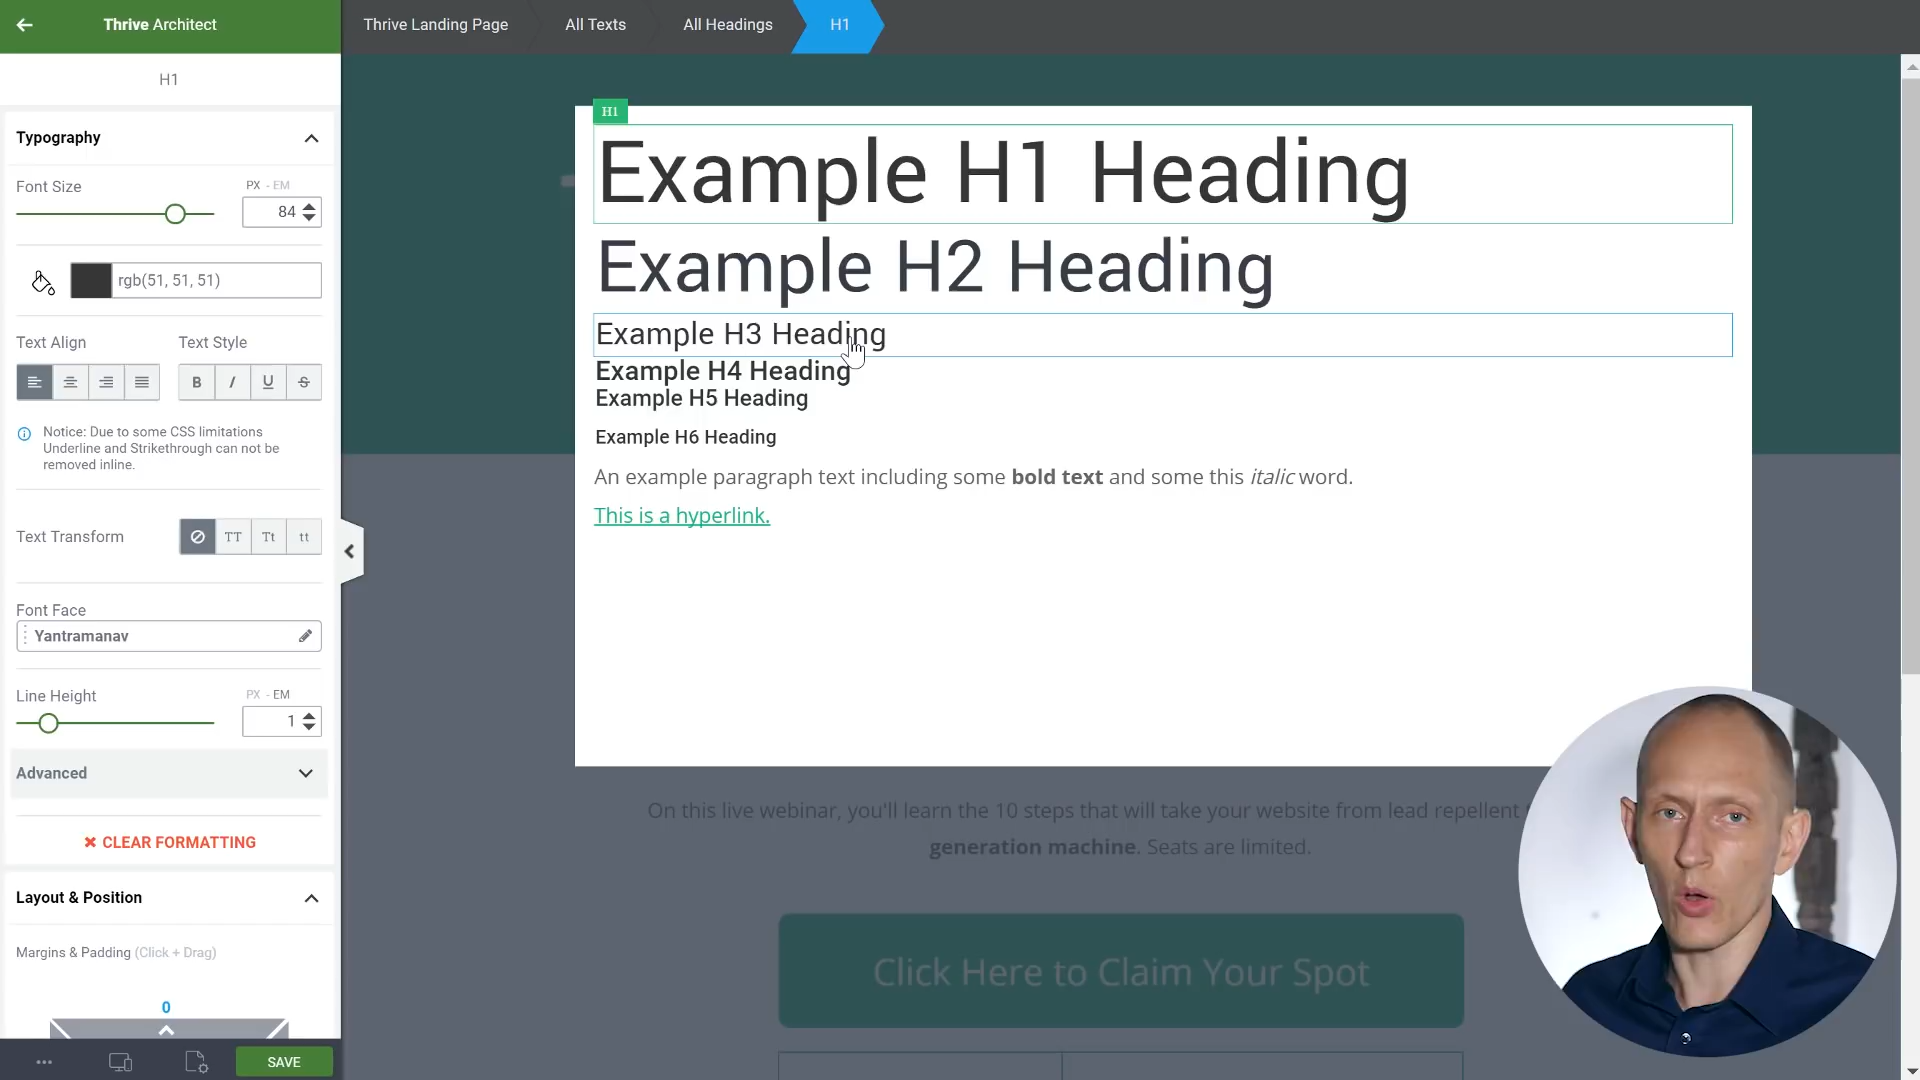 Thrive Architect
Thrive Landing Page
All Texts
All Headings
H1
H1
Typography
Font Size
PX - EM
84
rgb(51, 51, 51)
Text Align
Text Style
B I U S
Notice: Due to some CSS limitations
Underline and Strikethrough can not be
removed inline.
Text Transform
TT Tt tt
Font Face
Yantramanav
Line Height
PX - EM
1
Advanced
CLEAR FORMATTING
Layout & Position
Margins & Padding (Click + Drag)
0
SAVE
H1
Example H1 Heading
Example H2 Heading
Example H3 Heading
Example H4 Heading
Example H5 Heading
Example H6 Heading
An example paragraph text including some bold text and some this italic word.
This is a hyperlink.
On this live webinar, you'll learn the 10 steps that will take your website from lead repellent
generation machine. Seats are limited.
Click Here to Claim Your Spot